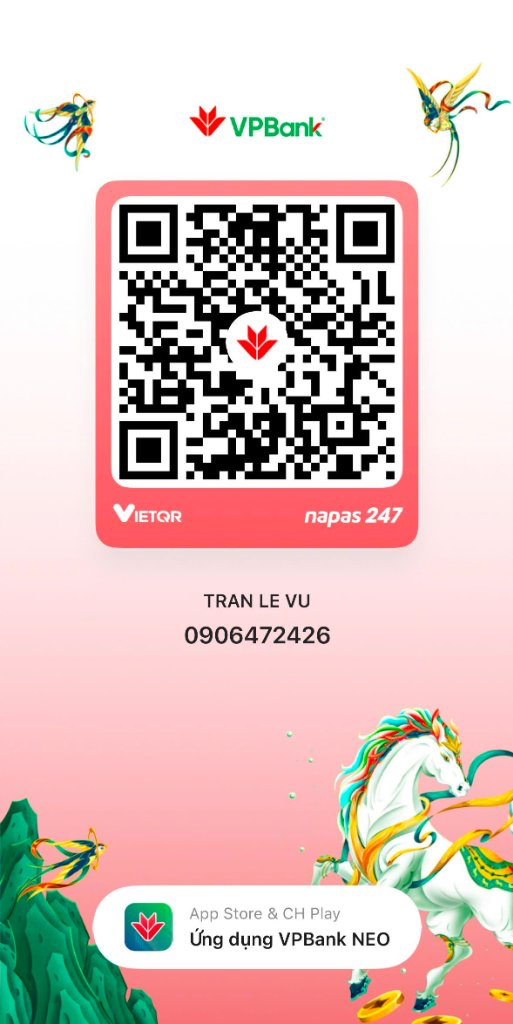 VPBank
VIETQR
napas 247
TRAN LE VU
0906472426
App Store & CH Play
Ứng dụng VPBank NEO